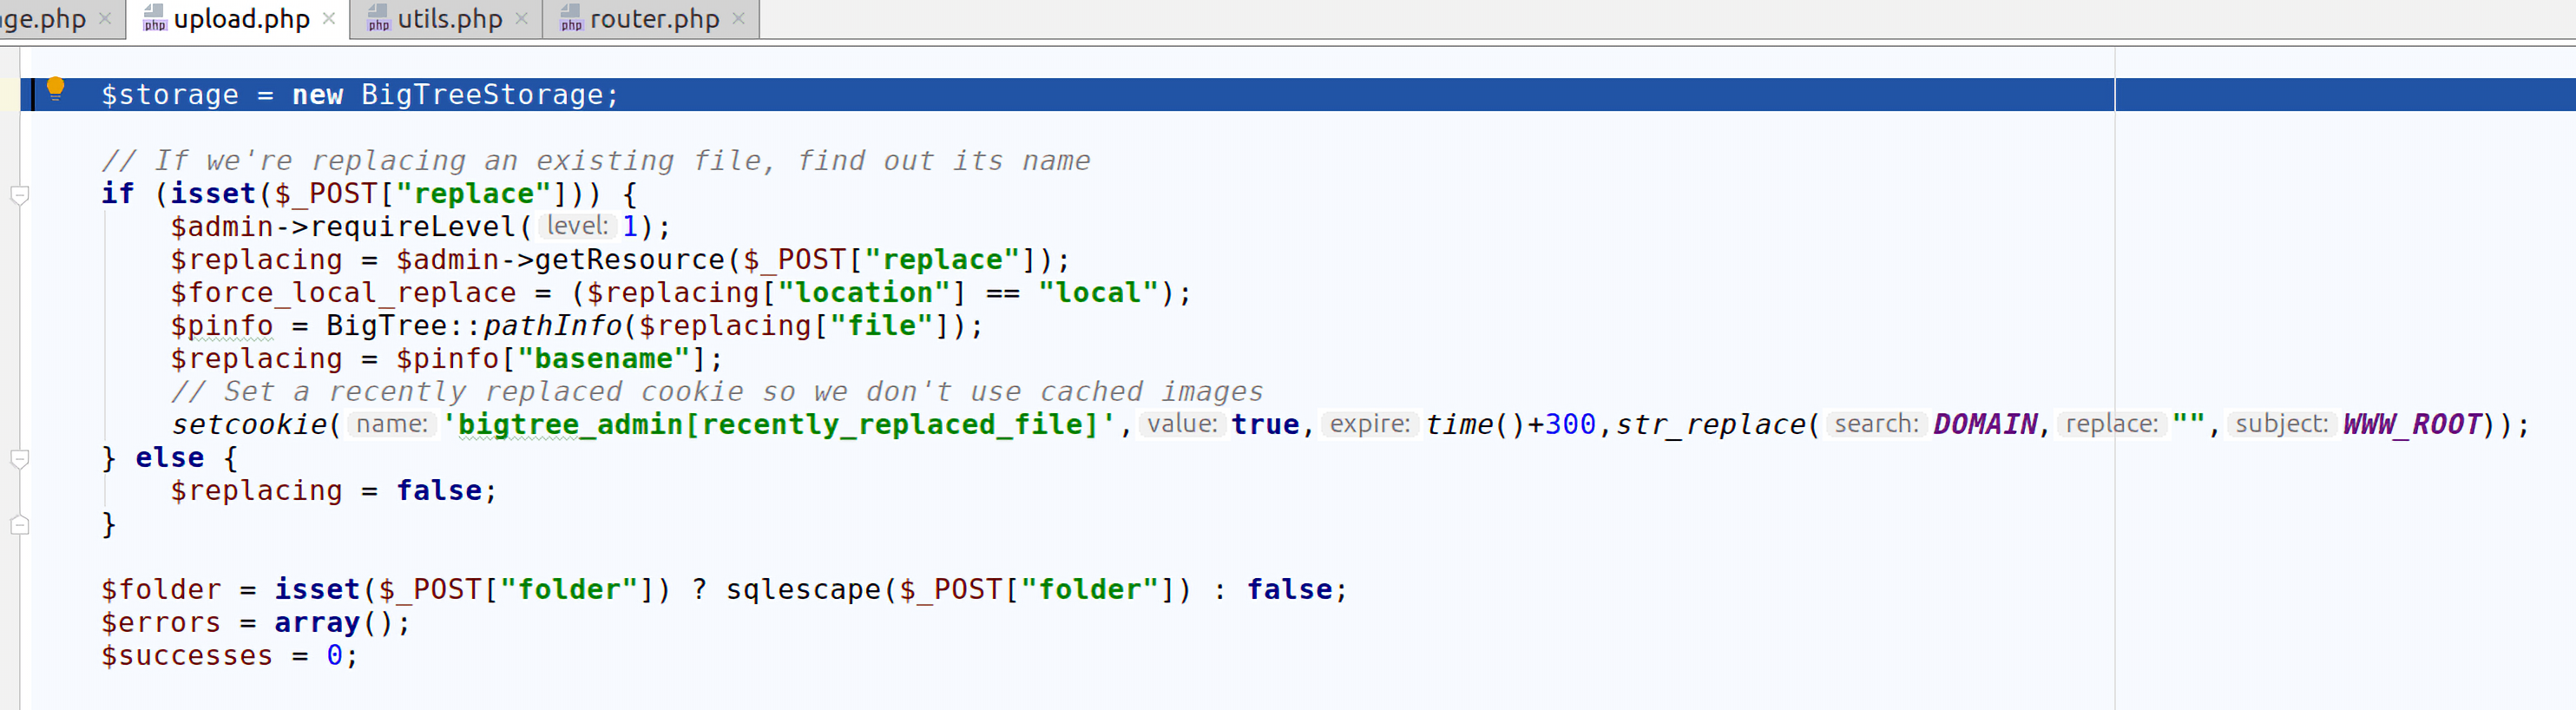 ge.php × php upload.php × php utils.php × php router.php ×
$storage = new BigTreeStorage;
// If we're replacing an existing file, find out its name
if (isset($_POST["replace"])) {
$admin->requireLevel( level: 1);
$replacing = $admin->getResource($_POST["replace"]);
$force_local_replace = ($replacing["location"] == "local");
$pinfo = BigTree::pathInfo($replacing["file"]);
$replacing = $pinfo["basename"];
// Set a recently replaced cookie so we don't use cached images
setcookie( name: 'bigtree_admin[recently_replaced_file]', value: true, expire: time()+300,str_replace( search: DOMAIN, replace: "", subject: WWW_ROOT));
} else {
$replacing = false;
}
$folder = isset($_POST["folder"]) ? sqlescape($_POST["folder"]) : false;
$errors = array();
$successes = 0;